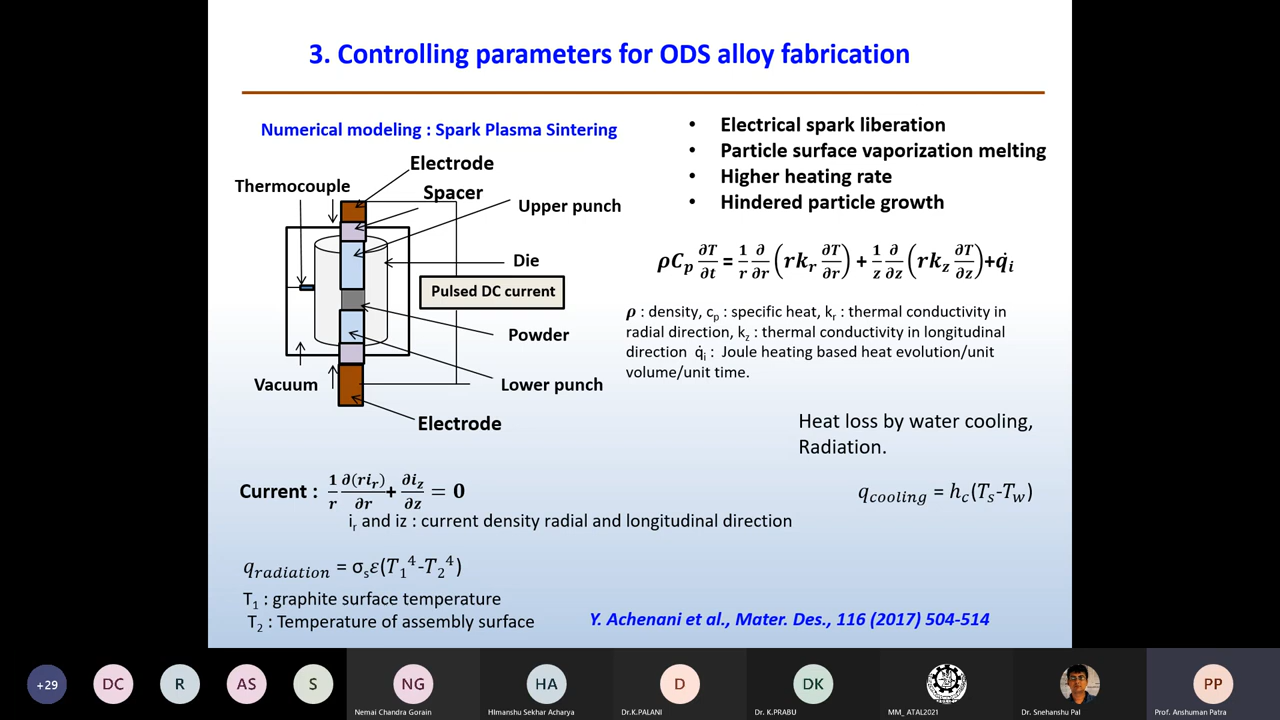 3. Controlling parameters for ODS alloy fabrication
Numerical modeling : Spark Plasma Sintering
Electrode
Thermocouple
Spacer
Upper punch
Die
Pulsed DC current
Powder
Vacuum
Lower punch
Electrode
• Electrical spark liberation
• Particle surface vaporization melting
• Higher heating rate
• Hindered particle growth
ρC_p ∂T/∂t = 1/r ∂/∂r (rk_r ∂T/∂r) + 1/z ∂/∂z (rk_z ∂T/∂z) + q̇_i
ρ : density, c_p : specific heat, k_r : thermal conductivity in
radial direction, k_z : thermal conductivity in longitudinal
direction q̇_i : Joule heating based heat evolution/unit
volume/unit time.
Heat loss by water cooling,
Radiation.
Current : 1/r ∂(ri_r)/∂r + ∂i_z/∂z = 0
i_r and iz : current density radial and longitudinal direction
q_cooling = h_c(T_s-T_w)
q_radiation = σ_s ε(T_1^4-T_2^4)
T_1 : graphite surface temperature
T_2 : Temperature of assembly surface
Y. Achenani et al., Mater. Des., 116 (2017) 504-514
+29
DC
R
AS
S
NG
HA
D
DK
PP
Nemai Chandra Gorain
HImanshu Sekhar Acharya
Dr.K.PALANI
Dr. K.PRABU
MM_ ATAL2021
Dr. Snehanshu Pal
Prof. Anshuman Patra